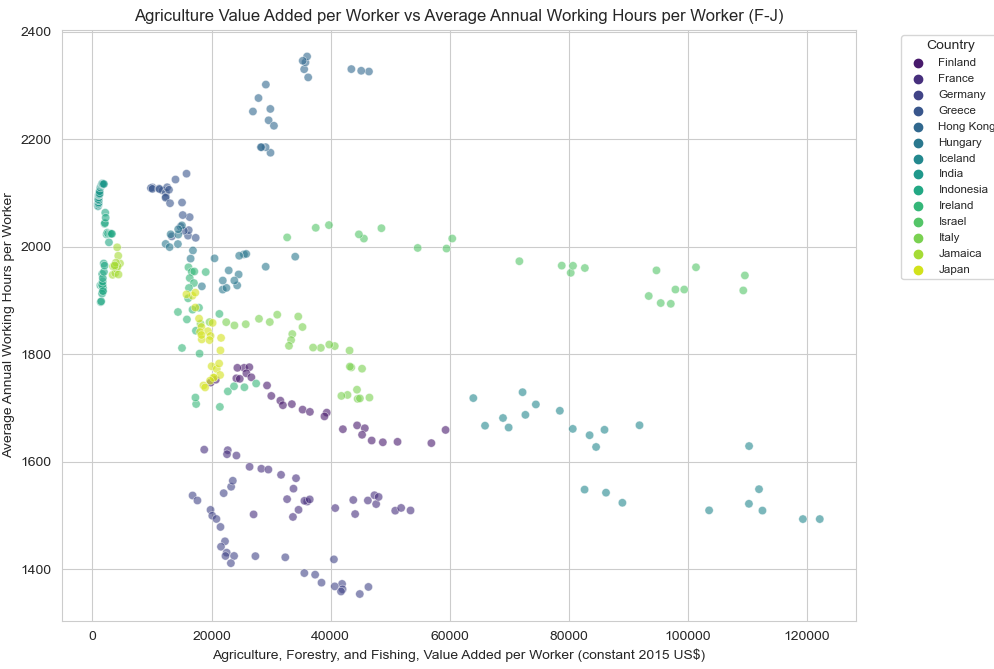 Agriculture Value Added per Worker vs Average Annual Working Hours per Worker (F-J)
2400
2200
2000
1800
1600
1400
Average Annual Working Hours per Worker
0
20000
40000
60000
80000
100000
120000
Agriculture, Forestry, and Fishing, Value Added per Worker (constant 2015 US$)
Country
Finland
France
Germany
Greece
Hong Kong
Hungary
Iceland
India
Indonesia
Ireland
Israel
Italy
Jamaica
Japan